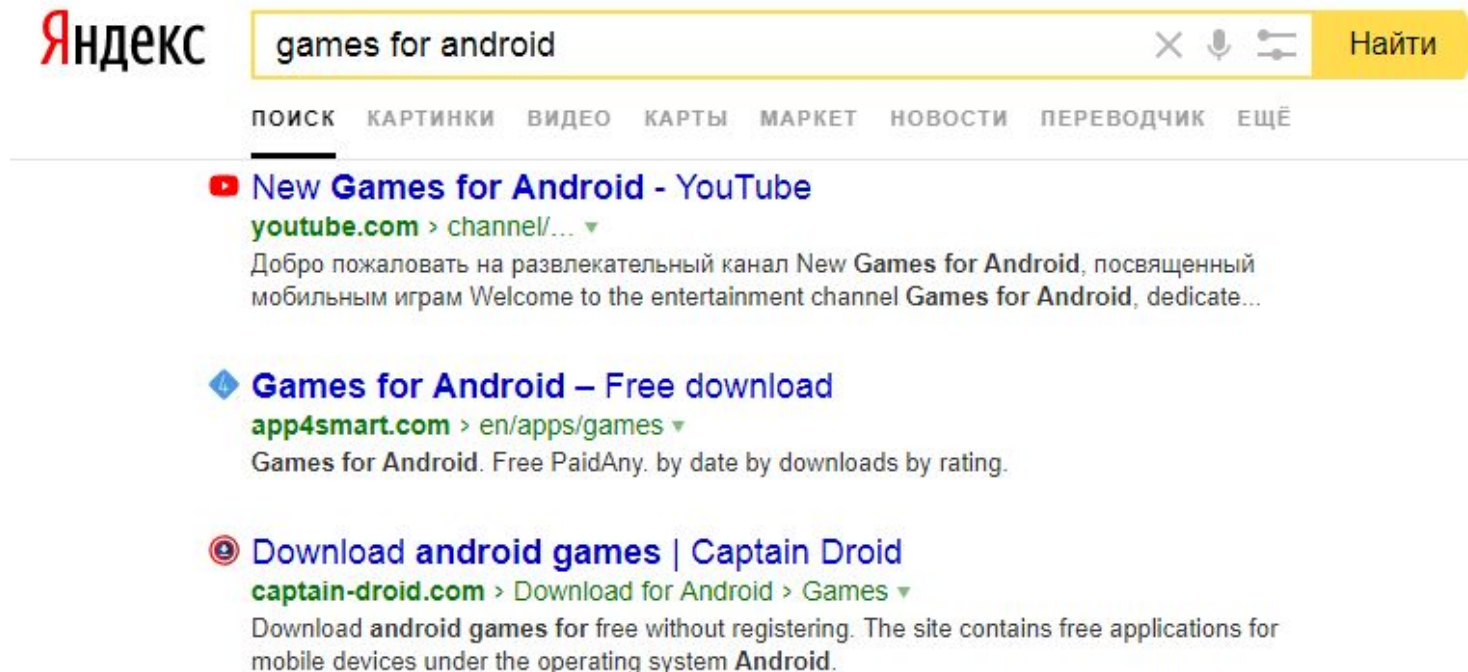 Яндекс
games for android
Найти
ПОИСК КАРТИНКИ ВИДЕО КАРТЫ МАРКЕТ НОВОСТИ ПЕРЕВОДЧИК ЕЩЁ
New Games for Android - YouTube
youtube.com › channel/...
Добро пожаловать на развлекательный канал New Games for Android, посвященный
мобильным играм Welcome to the entertainment channel Games for Android, dedicate...
4
Games for Android – Free download
app4smart.com › en/apps/games
Games for Android. Free PaidAny. by date by downloads by rating.
Download android games | Captain Droid
captain-droid.com › Download for Android › Games
Download android games for free without registering. The site contains free applications for
mobile devices under the operating system Android.